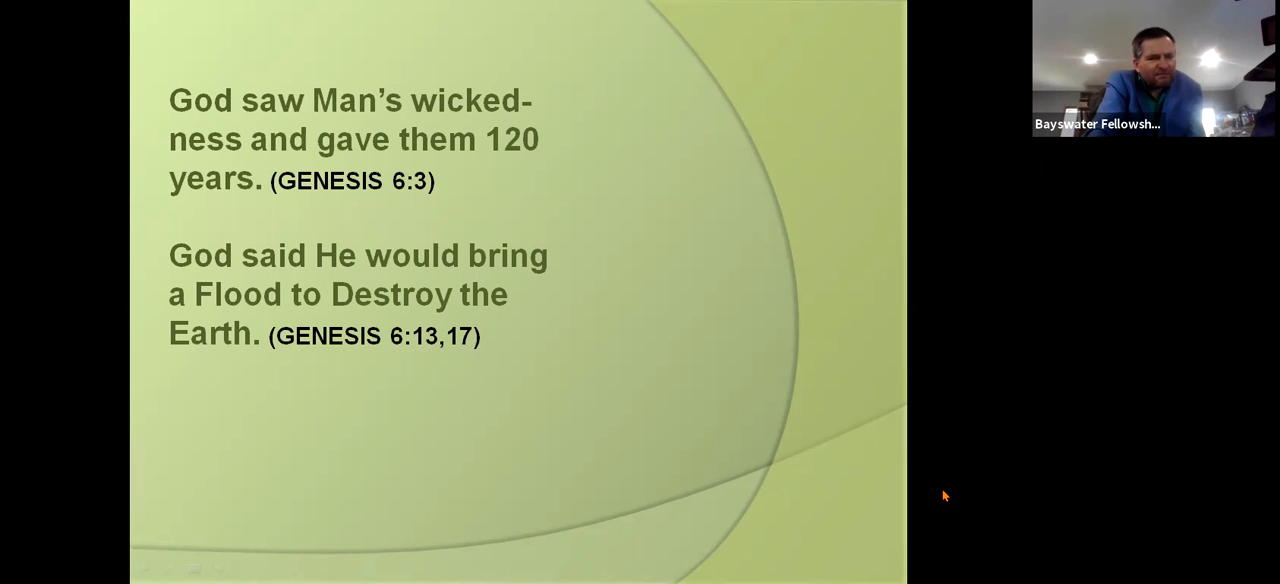 God saw Man’s wicked-
ness and gave them 120
years. (GENESIS 6:3)
God said He would bring
a Flood to Destroy the
Earth. (GENESIS 6:13,17)
Bayswater Fellowsh...